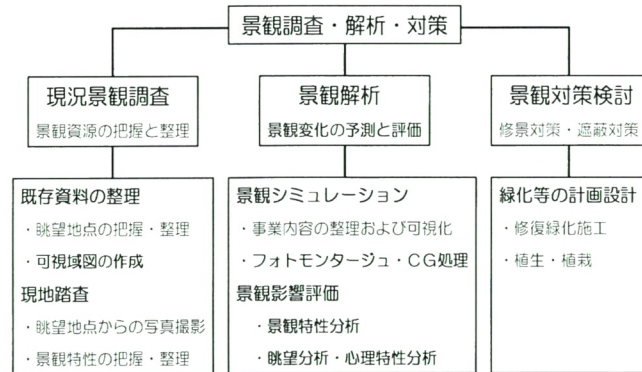 景観調査・解析・対策
現況景観調査
景観資源の把握と整理
既存資料の整理
・眺望地点の把握・整理
・可視域図の作成
現地踏査
・眺望地点からの写真撮影
・景観特性の把握・整理
景観解析
景観変化の予測と評価
景観シミュレーション
・事業内容の整理および可視化
・フォトモンタージュ・CG処理
景観影響評価
・景観特性分析
・眺望分析・心理特性分析
景観対策検討
修景対策・遮蔽対策
緑化等の計画設計
・修復緑化施工
・植生・植栽